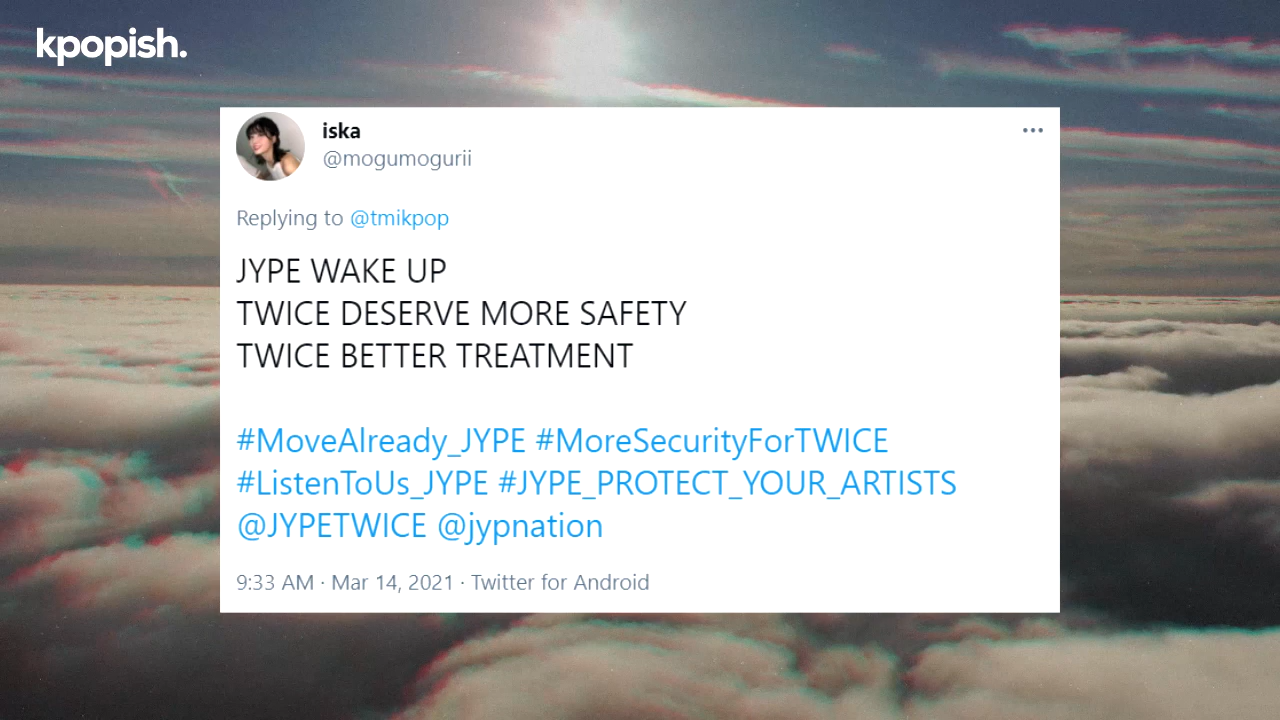 kpopish.
iska
@mogumogurii
Replying to @tmikpop
JYPE WAKE UP
TWICE DESERVE MORE SAFETY
TWICE BETTER TREATMENT
#MoveAlready_JYPE #MoreSecurityForTWICE
#ListenToUs_JYPE #JYPE_PROTECT_YOUR_ARTISTS
@JYPETWICE @jypnation
9:33 AM · Mar 14, 2021 · Twitter for Android